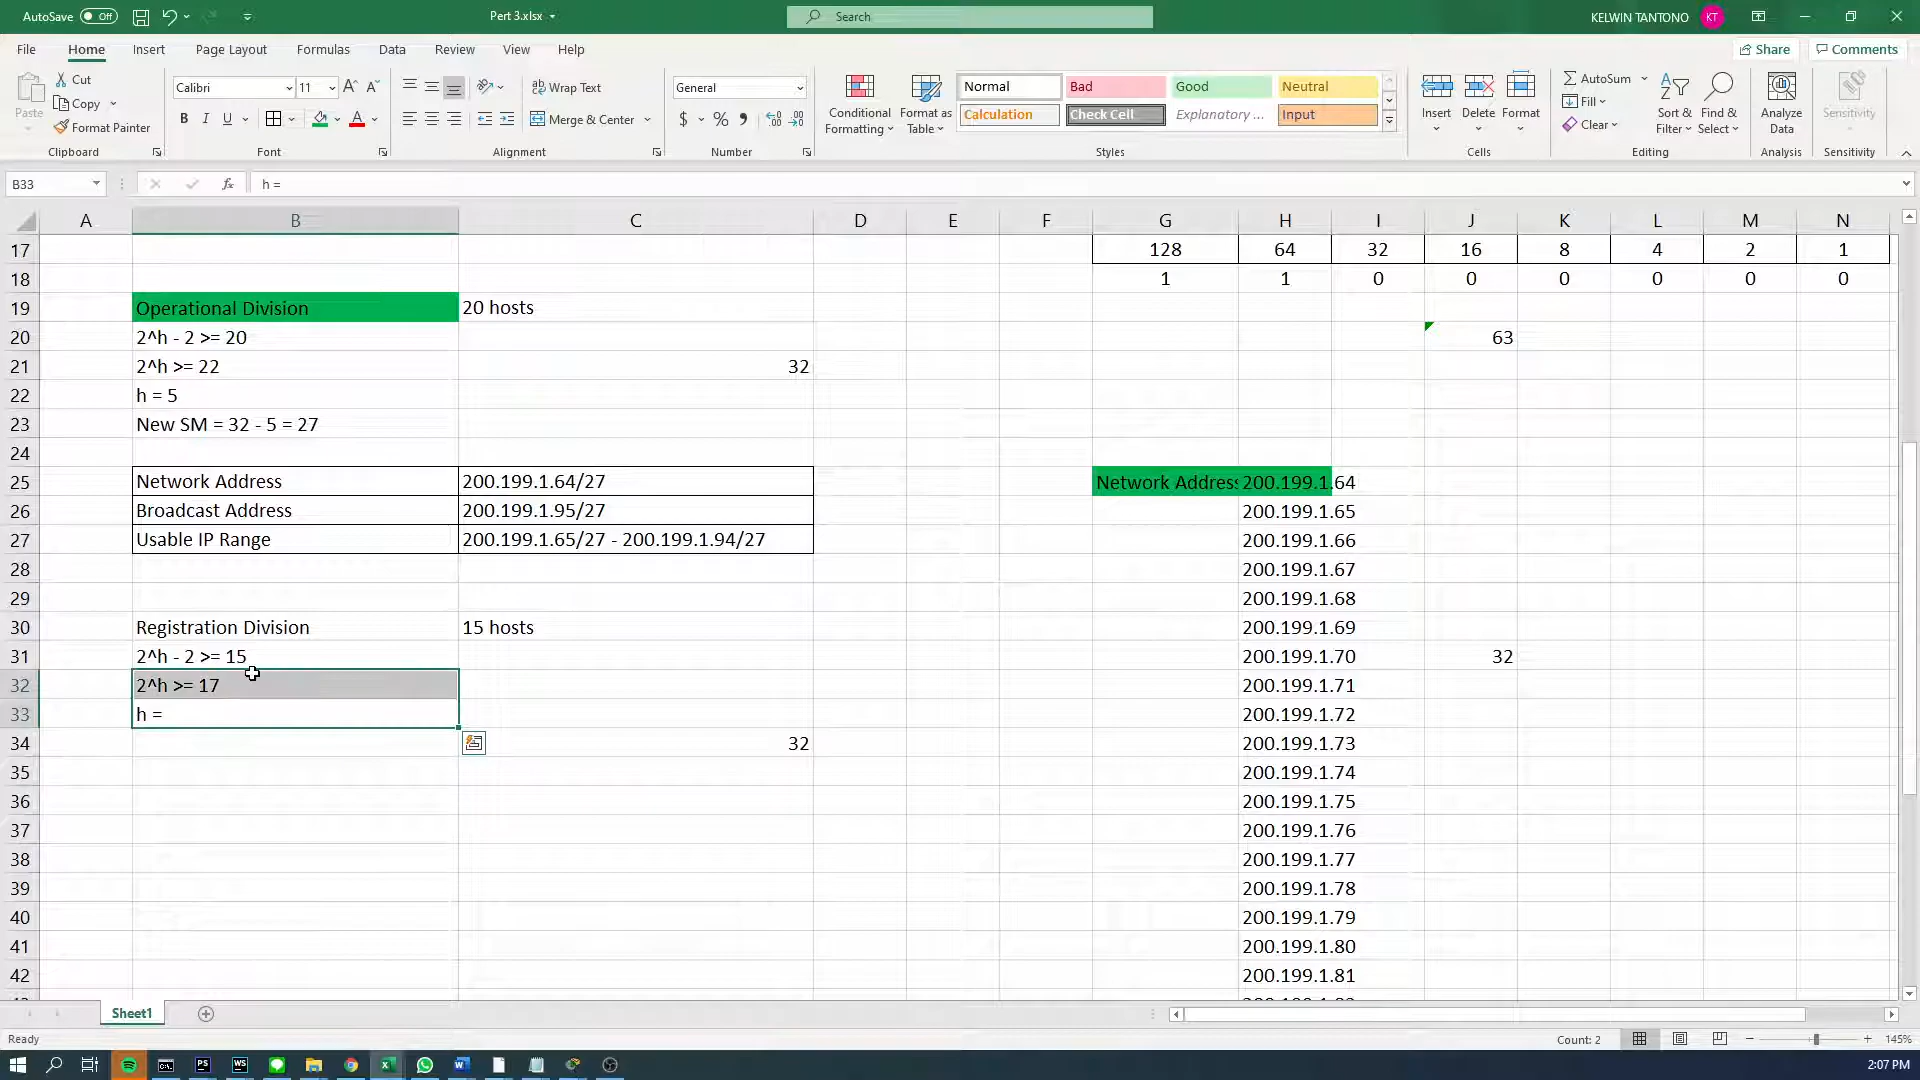 AutoSave Off
Pert 3.xlsx
Search
KELWIN TANTONO
KT
File Home Insert Page Layout Formulas Data Review View Help
Share
Comments
Paste
Cut
Copy
Format Painter
Clipboard
Calibri 11
B I U
Font
Wrap Text
Merge & Center
Alignment
General
$ %
Number
Conditional Formatting
Format as Table
Normal Bad Good Neutral
Calculation Check Cell Explanatory ... Input
Styles
Insert Delete Format
Cells
AutoSum
Fill
Clear
Sort & Filter
Find & Select
Editing
Analyze Data
Analysis
Sensitivity
Sensitivity
B33
fx
h =
A B C D E F G H I J K L M N
17 128 64 32 16 8 4 2 1
18 1 1 0 0 0 0 0 0
19 Operational Division 20 hosts
20 2^h - 2 >= 20 63
21 2^h >= 22 32
22 h = 5
23 New SM = 32 - 5 = 27
24
25 Network Address 200.199.1.64/27 Network Address 200.199.1.64
26 Broadcast Address 200.199.1.95/27 200.199.1.65
27 Usable IP Range 200.199.1.65/27 - 200.199.1.94/27 200.199.1.66
28 200.199.1.67
29 200.199.1.68
30 Registration Division 15 hosts 200.199.1.69
31 2^h - 2 >= 15 200.199.1.70 32
32 2^h >= 17 200.199.1.71
33 h = 200.199.1.72
34 32 200.199.1.73
35 200.199.1.74
36 200.199.1.75
37 200.199.1.76
38 200.199.1.77
39 200.199.1.78
40 200.199.1.79
41 200.199.1.80
42 200.199.1.81
Sheet1
Ready
Count: 2
145%
PS
WS
2:07 PM